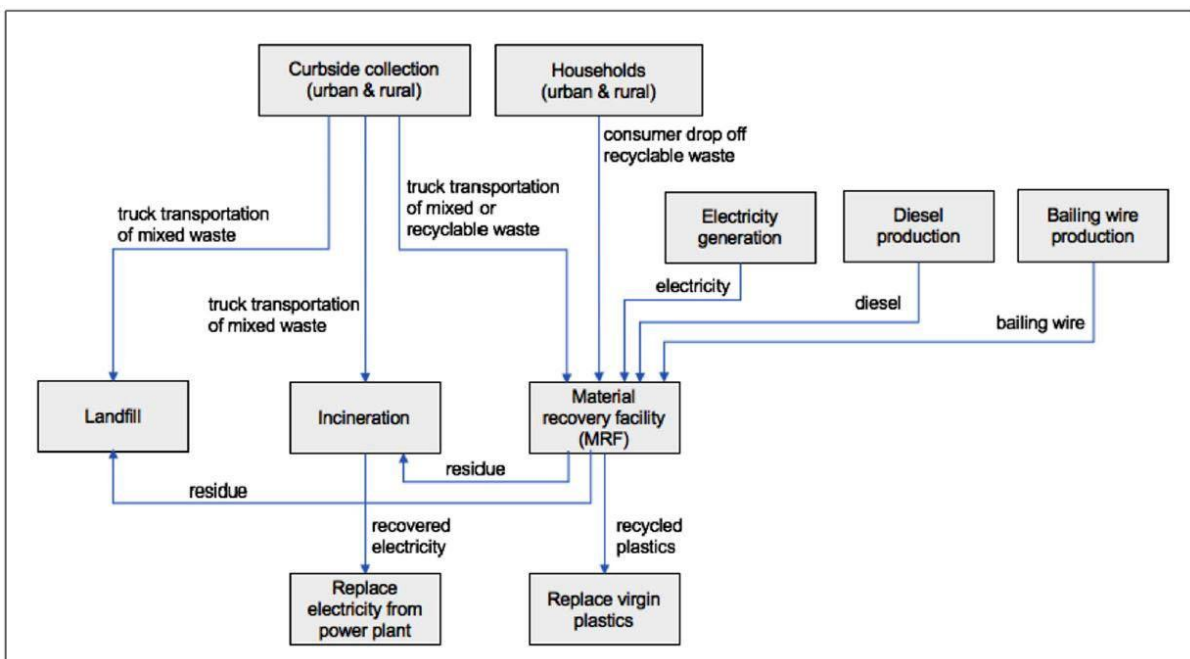 Curbside collection
(urban & rural)
Households
(urban & rural)
consumer drop off
recyclable waste
truck transportation
of mixed waste
truck transportation
of mixed or
recyclable waste
Electricity
generation
Diesel
production
Bailing wire
production
truck transportation
of mixed waste
electricity
diesel
bailing wire
Landfill
Incineration
Material
recovery facility
(MRF)
residue
residue
recovered
electricity
recycled
plastics
Replace
electricity from
power plant
Replace virgin
plastics